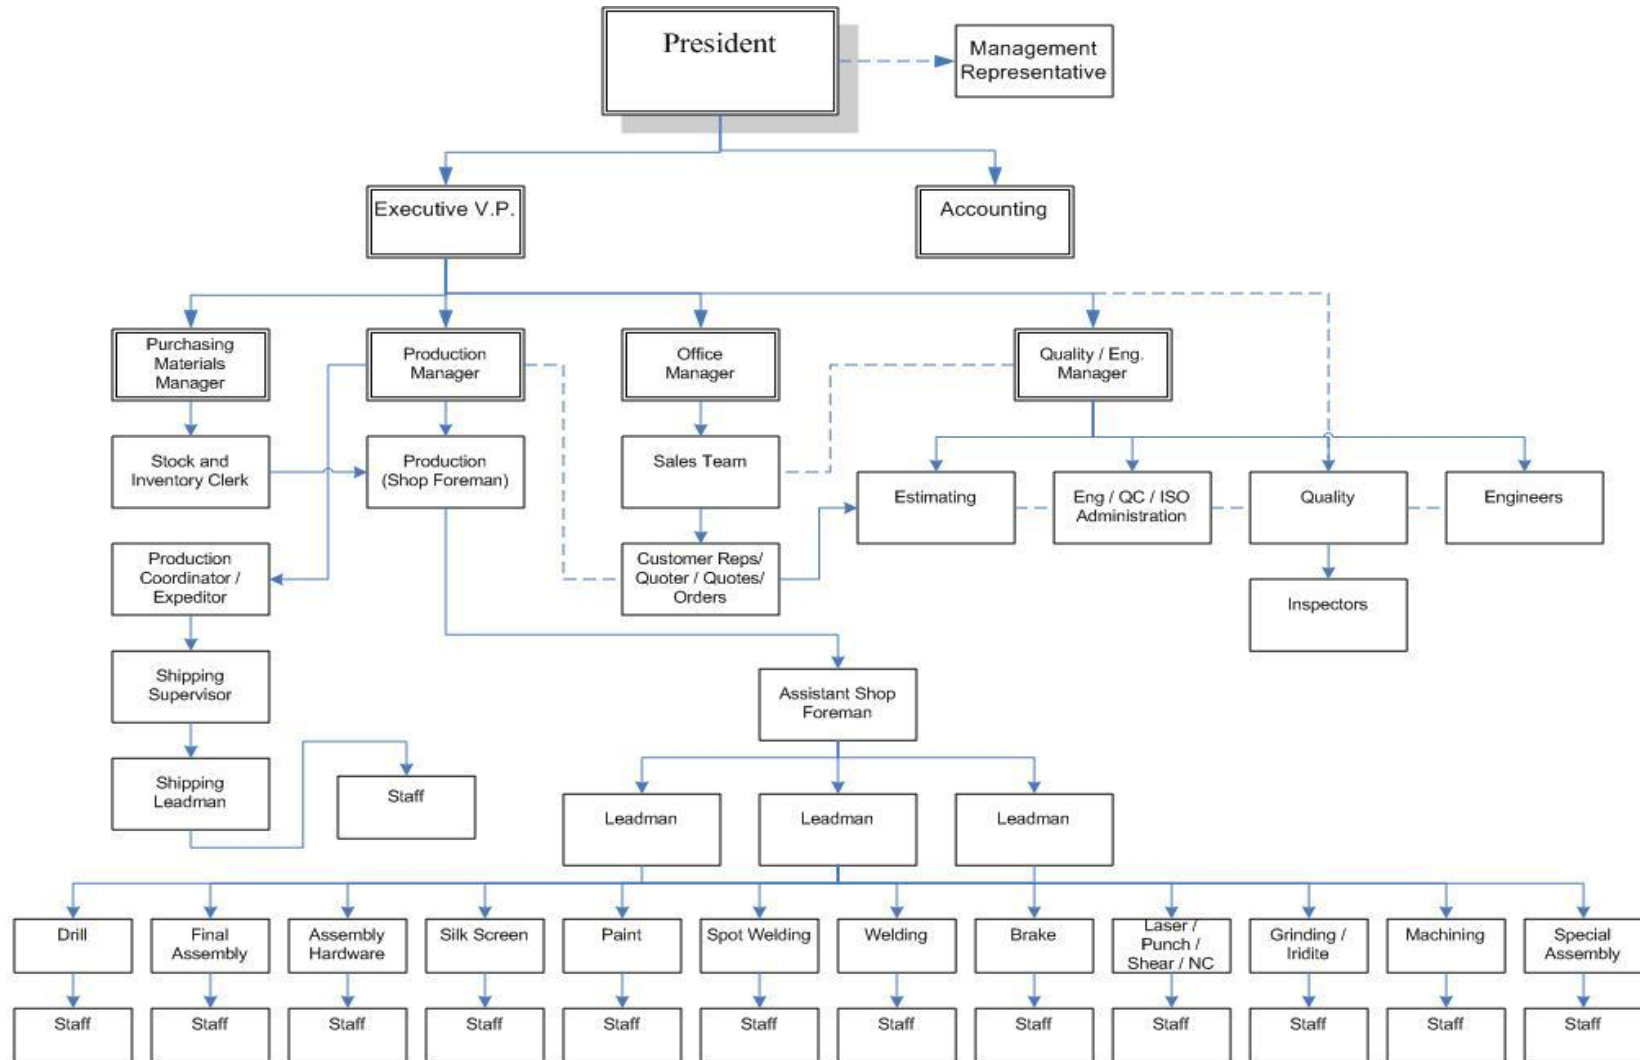 President
Management
Representative
Executive V.P.
Accounting
Purchasing
Materials
Manager
Production
Manager
Office
Manager
Quality / Eng.
Manager
Stock and
Inventory Clerk
Production
(Shop Foreman)
Sales Team
Estimating
Eng / QC / ISO
Administration
Quality
Engineers
Production
Coordinator /
Expeditor
Customer Reps/
Quoter / Quotes/
Orders
Inspectors
Shipping
Supervisor
Assistant Shop
Foreman
Shipping
Leadman
Staff
Leadman
Leadman
Leadman
Drill
Final
Assembly
Assembly
Hardware
Silk Screen
Paint
Spot Welding
Welding
Brake
Laser /
Punch /
Shear / NC
Grinding /
Iridite
Machining
Special
Assembly
Staff
Staff
Staff
Staff
Staff
Staff
Staff
Staff
Staff
Staff
Staff
Staff